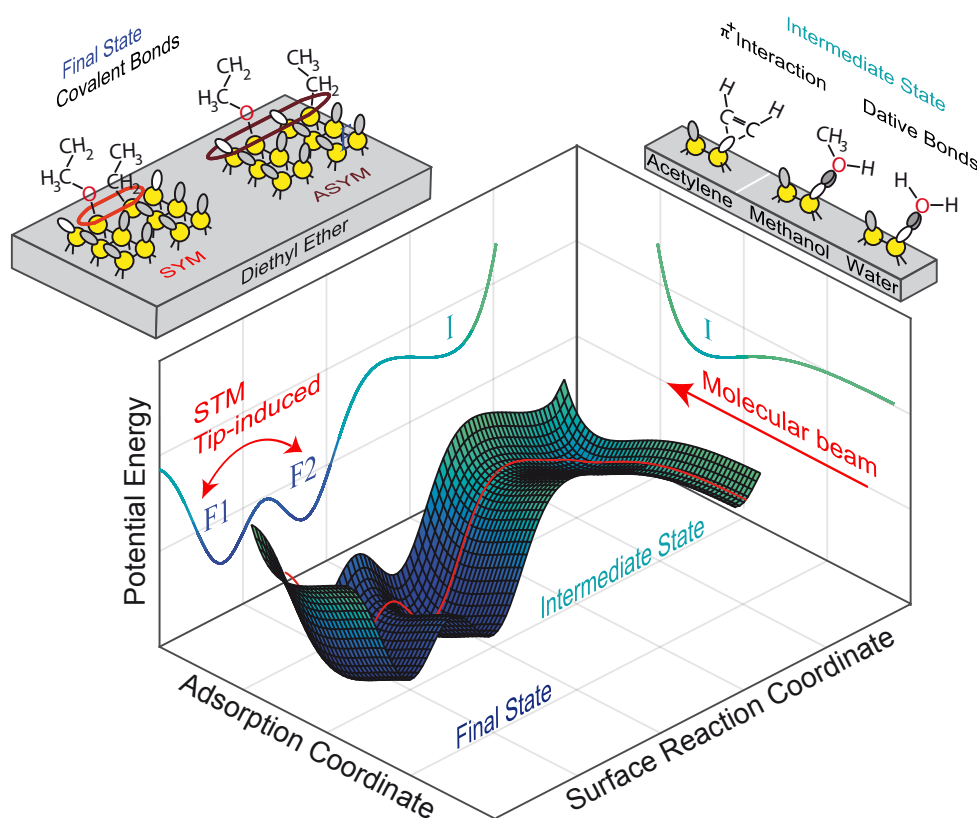 Final State
Covalent Bonds
CH₂
H₃C
O
CH₃
CH₂
SYM
CH₂
H₃C
O
CH₃
CH₂
ASYM
Diethyl Ether
π⁺ Interaction
Intermediate State
Dative Bonds
H
C
C
H
CH₃
O—H
H
O—H
Acetylene
Methanol
Water
STM
Tip-induced
F1
F2
I
I
Molecular beam
Potential Energy
Intermediate State
Final State
Adsorption Coordinate
Surface Reaction Coordinate